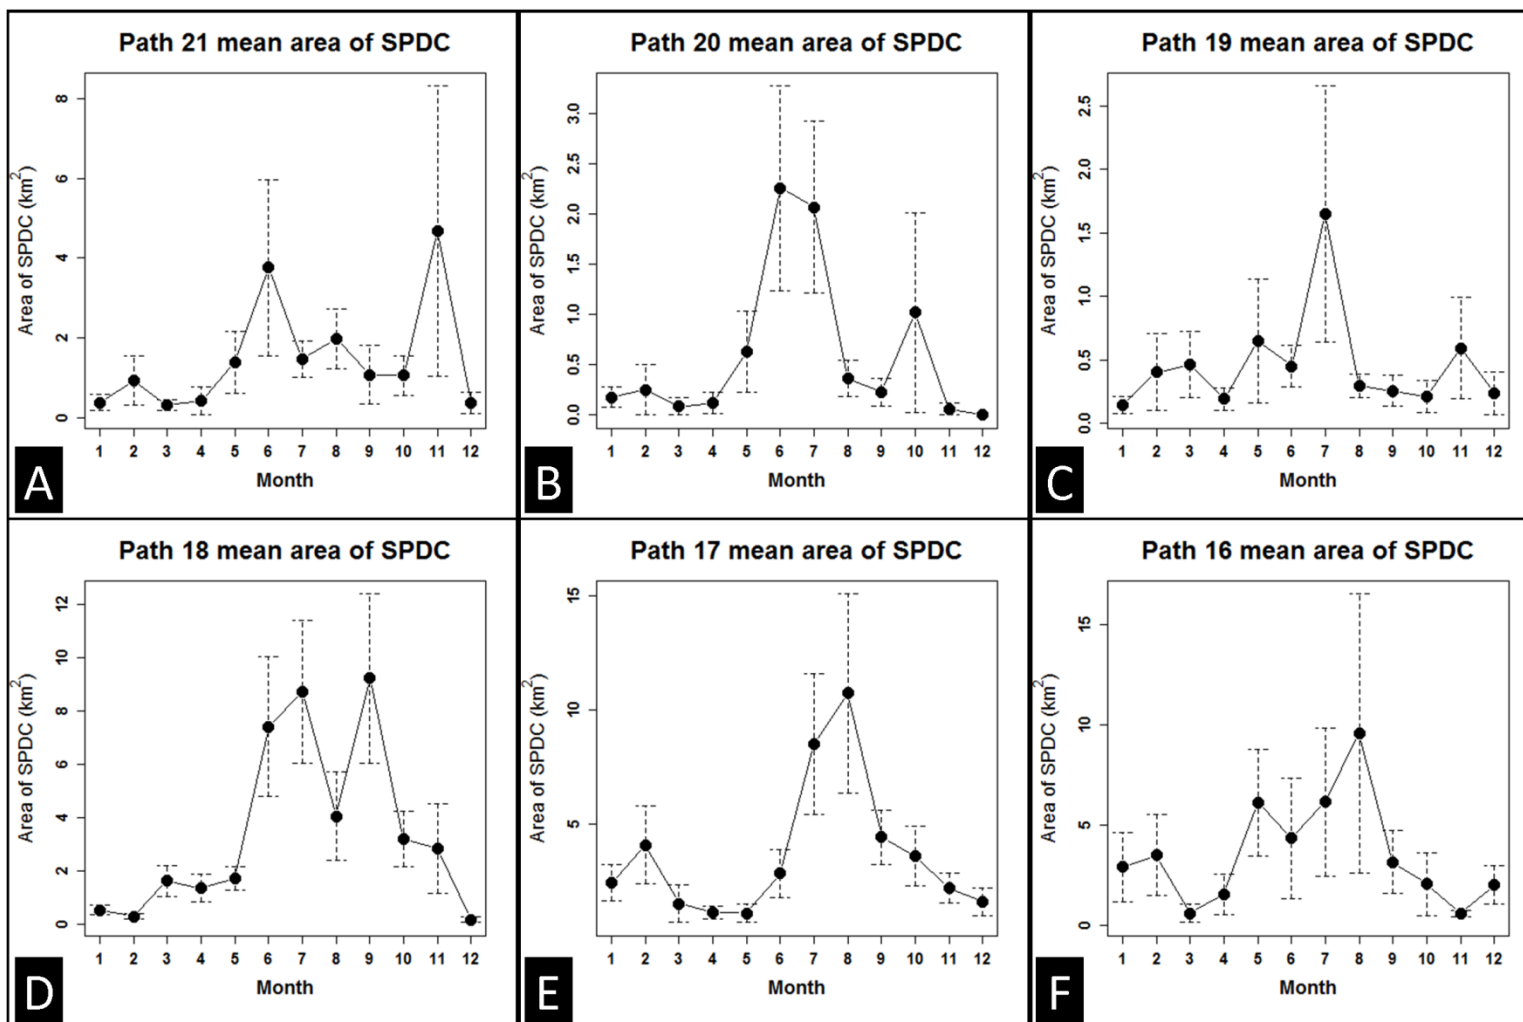 Path 21 mean area of SPDC
Area of SPDC (km²)
8
6
4
2
0
1 2 3 4 5 6 7 8 9 10 11 12
Month
A
Path 20 mean area of SPDC
Area of SPDC (km²)
3.0
2.5
2.0
1.5
1.0
0.5
0.0
1 2 3 4 5 6 7 8 9 10 11 12
Month
B
Path 19 mean area of SPDC
Area of SPDC (km²)
2.5
2.0
1.5
1.0
0.5
0.0
1 2 3 4 5 6 7 8 9 10 11 12
Month
C
Path 18 mean area of SPDC
Area of SPDC (km²)
12
10
8
6
4
2
0
1 2 3 4 5 6 7 8 9 10 11 12
Month
D
Path 17 mean area of SPDC
Area of SPDC (km²)
15
10
5
1 2 3 4 5 6 7 8 9 10 11 12
Month
E
Path 16 mean area of SPDC
Area of SPDC (km²)
15
10
5
0
1 2 3 4 5 6 7 8 9 10 11 12
Month
F